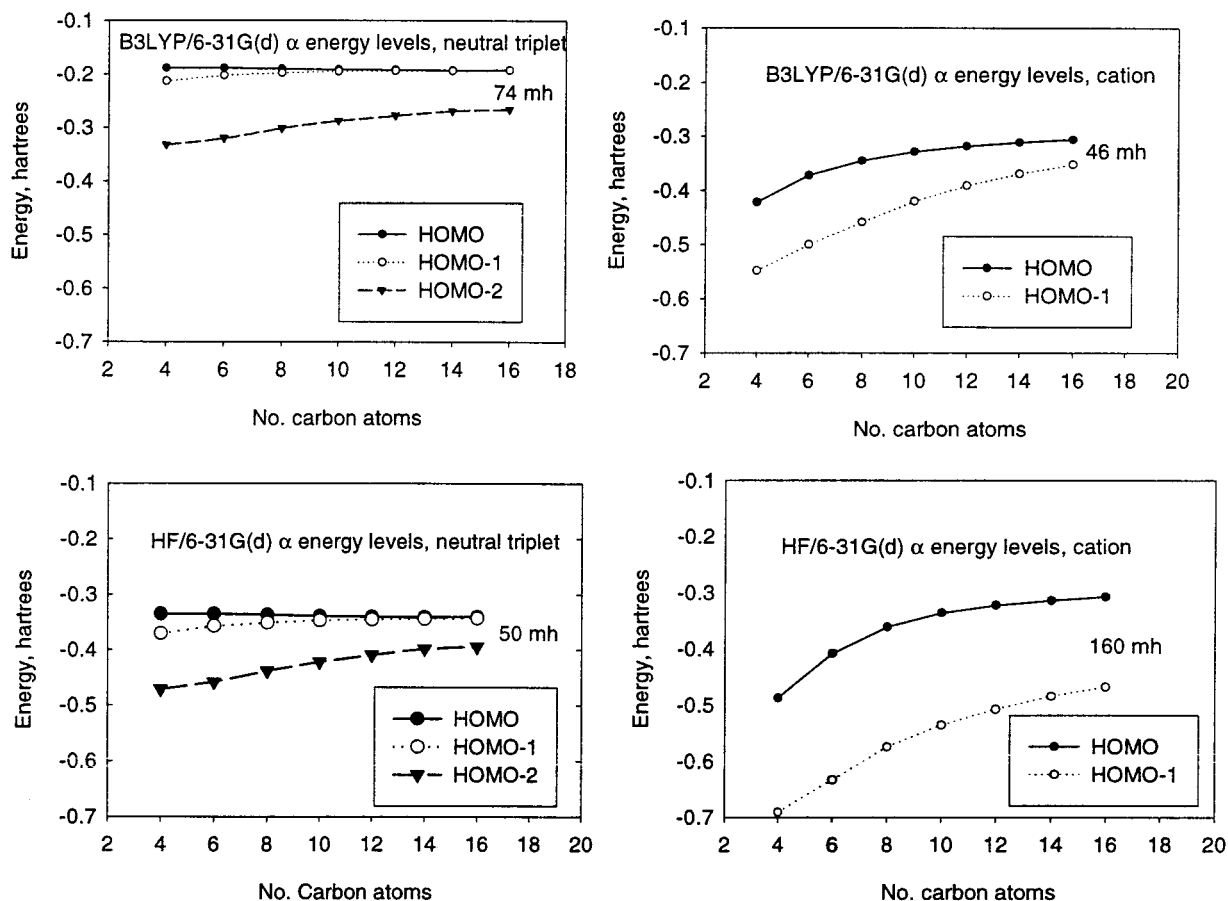 B3LYP/6-31G(d) α energy levels, neutral triplet
Energy, hartrees
-0.1
-0.2
-0.3
-0.4
-0.5
-0.6
-0.7
74 mh
HOMO
HOMO-1
HOMO-2
2 4 6 8 10 12 14 16 18
No. carbon atoms
B3LYP/6-31G(d) α energy levels, cation
Energy, hartrees
-0.1
-0.2
-0.3
-0.4
-0.5
-0.6
-0.7
46 mh
HOMO
HOMO-1
2 4 6 8 10 12 14 16 18 20
No. carbon atoms
HF/6-31G(d) α energy levels, neutral triplet
Energy, hartrees
-0.1
-0.2
-0.3
-0.4
-0.5
-0.6
-0.7
50 mh
HOMO
HOMO-1
HOMO-2
2 4 6 8 10 12 14 16 18 20
No. Carbon atoms
HF/6-31G(d) α energy levels, cation
Energy, hartrees
-0.1
-0.2
-0.3
-0.4
-0.5
-0.6
-0.7
160 mh
HOMO
HOMO-1
2 4 6 8 10 12 14 16 18 20
No. carbon atoms